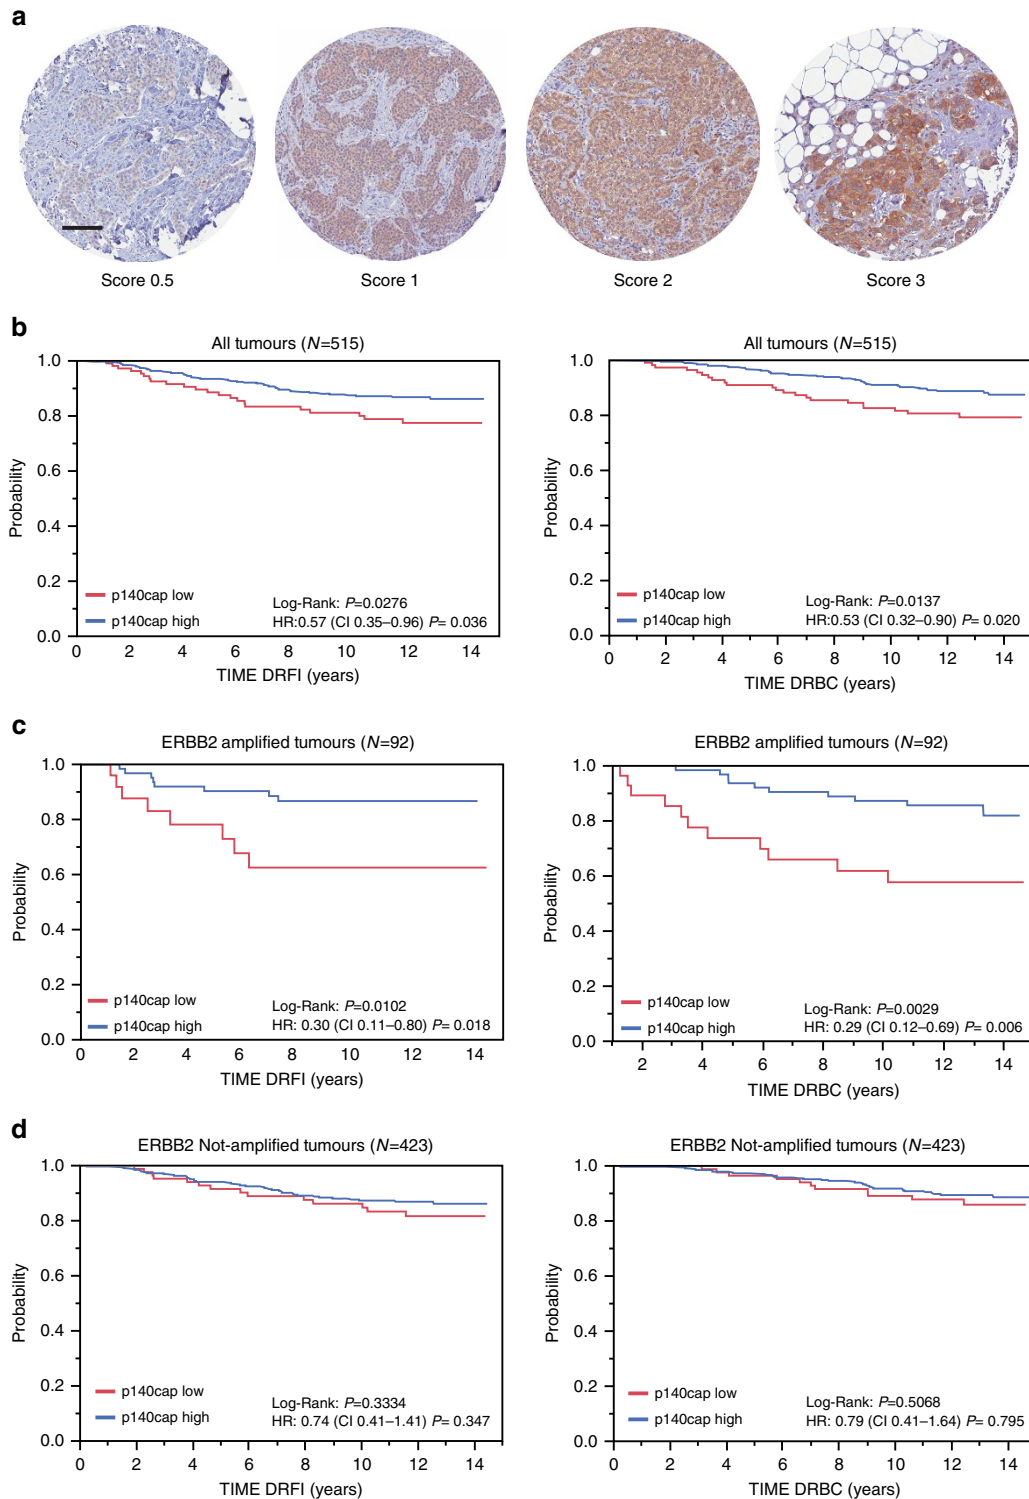 a
Score 0.5
Score 1
Score 2
Score 3
b
All tumours (N=515)
1.0
0.8
0.6
0.4
0.2
0.0
Probability
p140cap low
p140cap high
Log-Rank: P=0.0276
HR:0.57 (CI 0.35–0.96) P= 0.036
0 2 4 6 8 10 12 14
TIME DRFI (years)
All tumours (N=515)
1.0
0.8
0.6
0.4
0.2
0.0
Probability
p140cap low
p140cap high
Log-Rank: P=0.0137
HR:0.53 (CI 0.32–0.90) P= 0.020
0 2 4 6 8 10 12 14
TIME DRBC (years)
c
ERBB2 amplified tumours (N=92)
1.0
0.8
0.6
0.4
0.2
0.0
Probability
p140cap low
p140cap high
Log-Rank: P=0.0102
HR: 0.30 (CI 0.11–0.80) P= 0.018
0 2 4 6 8 10 12 14
TIME DRFI (years)
ERBB2 amplified tumours (N=92)
1.0
0.8
0.6
0.4
0.2
0.0
Probability
p140cap low
p140cap high
Log-Rank: P=0.0029
HR: 0.29 (CI 0.12–0.69) P= 0.006
2 4 6 8 10 12 14
TIME DRBC (years)
d
ERBB2 Not-amplified tumours (N=423)
1.0
0.8
0.6
0.4
0.2
0.0
Probability
p140cap low
p140cap high
Log-Rank: P=0.3334
HR: 0.74 (CI 0.41–1.41) P= 0.347
0 2 4 6 8 10 12 14
TIME DRFI (years)
ERBB2 Not-amplified tumours (N=423)
1.0
0.8
0.6
0.4
0.2
0.0
Probability
p140cap low
p140cap high
Log-Rank: P=0.5068
HR: 0.79 (CI 0.41–1.64) P= 0.795
0 2 4 6 8 10 12 14
TIME DRBC (years)